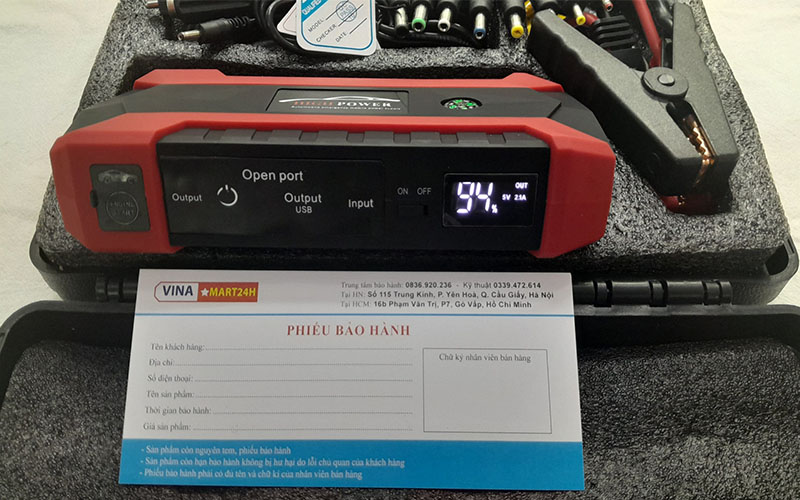 MODEL
CHECKER
DATE
HIGH POWER
Open port
Output
Output
USB
Input
ON OFF
94%
OUT
5V 2.1A
VINA MART24H
Trung tâm bảo hành: 0836.920.236 - Kỹ thuật 0339.472.614
Tại HN: Số 115 Trung Kính, P. Yên Hoà, Q. Cầu Giấy, Hà Nội
Tại HCM: 16b Phạm Văn Trị, P7, Gò Vấp, Hồ Chí Minh
PHIẾU BẢO HÀNH
Tên khách hàng:
Địa chỉ:
Số điện thoại:
Tên sản phẩm:
Thời gian bảo hành:
Giá sản phẩm:
Chữ ký nhân viên bán hàng
- Sản phẩm còn nguyên tem, phiếu bảo hành
- Sản phẩm còn hạn bảo hành không bị hư hại do lỗi chủ quan của khách hàng
- Phiếu bảo hành phải có đủ tên và chữ kí của nhân viên bán hàng